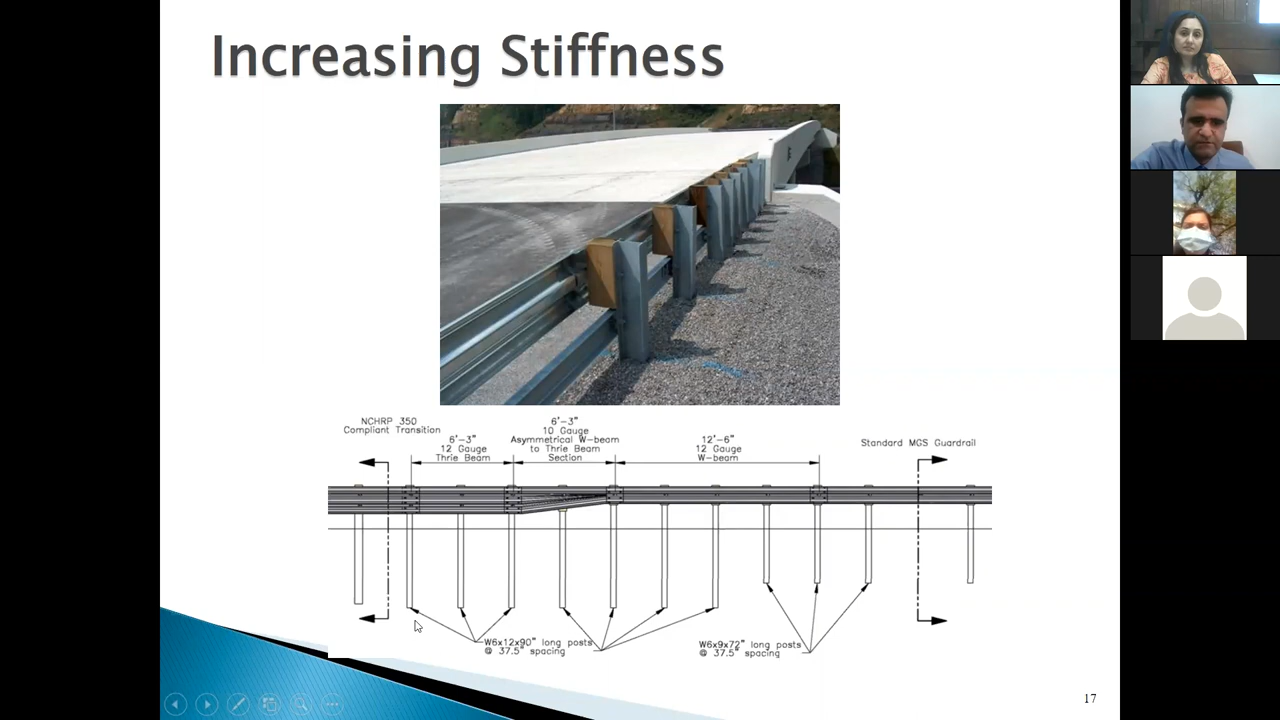 Increasing Stiffness
NCHRP 350
Compliant Transition
6'-3"
12 Gauge
Thrie Beam
6'-3"
10 Gauge
Asymmetrical W-beam
to Thrie Beam
Section
12'-6"
12 Gauge
W-beam
Standard MGS Guardrail
W6x12x90" long posts
@ 37.5" spacing
W6x9x72" long posts
@ 37.5" spacing
17